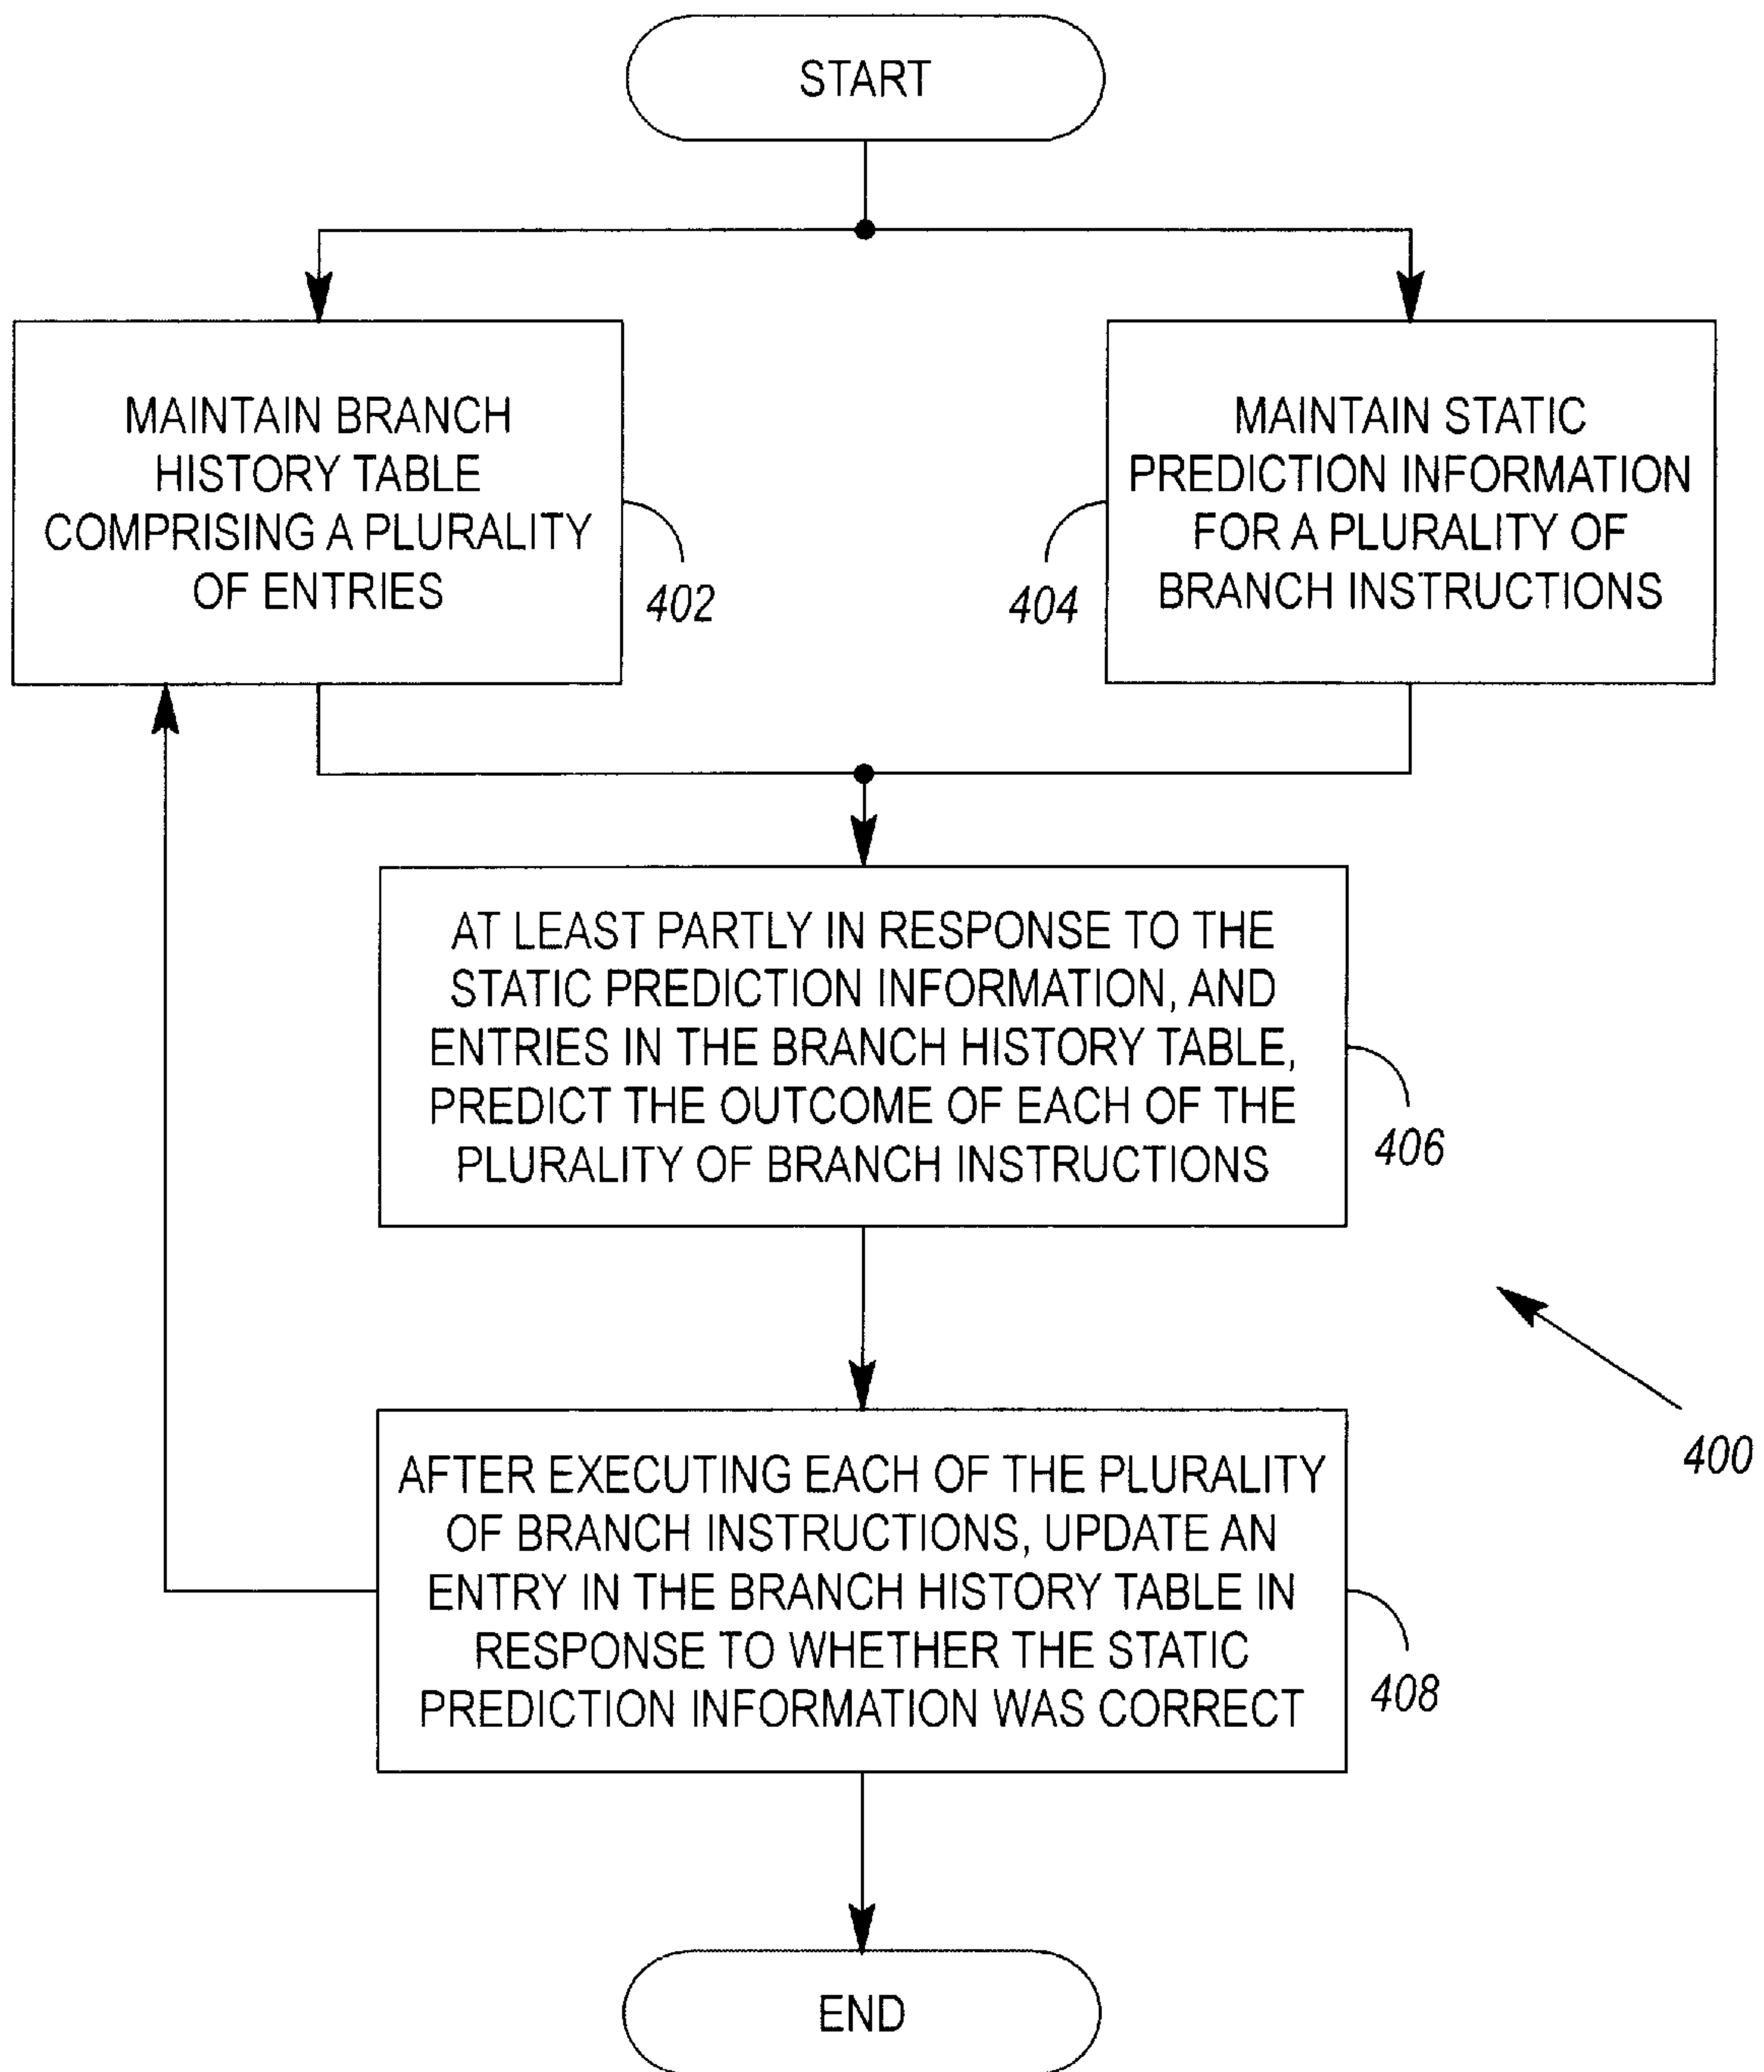 START
MAINTAIN BRANCH
HISTORY TABLE
COMPRISING A PLURALITY
OF ENTRIES
402
MAINTAIN STATIC
PREDICTION INFORMATION
FOR A PLURALITY OF
BRANCH INSTRUCTIONS
404
AT LEAST PARTLY IN RESPONSE TO THE
STATIC PREDICTION INFORMATION, AND
ENTRIES IN THE BRANCH HISTORY TABLE,
PREDICT THE OUTCOME OF EACH OF THE
PLURALITY OF BRANCH INSTRUCTIONS
406
400
AFTER EXECUTING EACH OF THE PLURALITY
OF BRANCH INSTRUCTIONS, UPDATE AN
ENTRY IN THE BRANCH HISTORY TABLE IN
RESPONSE TO WHETHER THE STATIC
PREDICTION INFORMATION WAS CORRECT
408
END